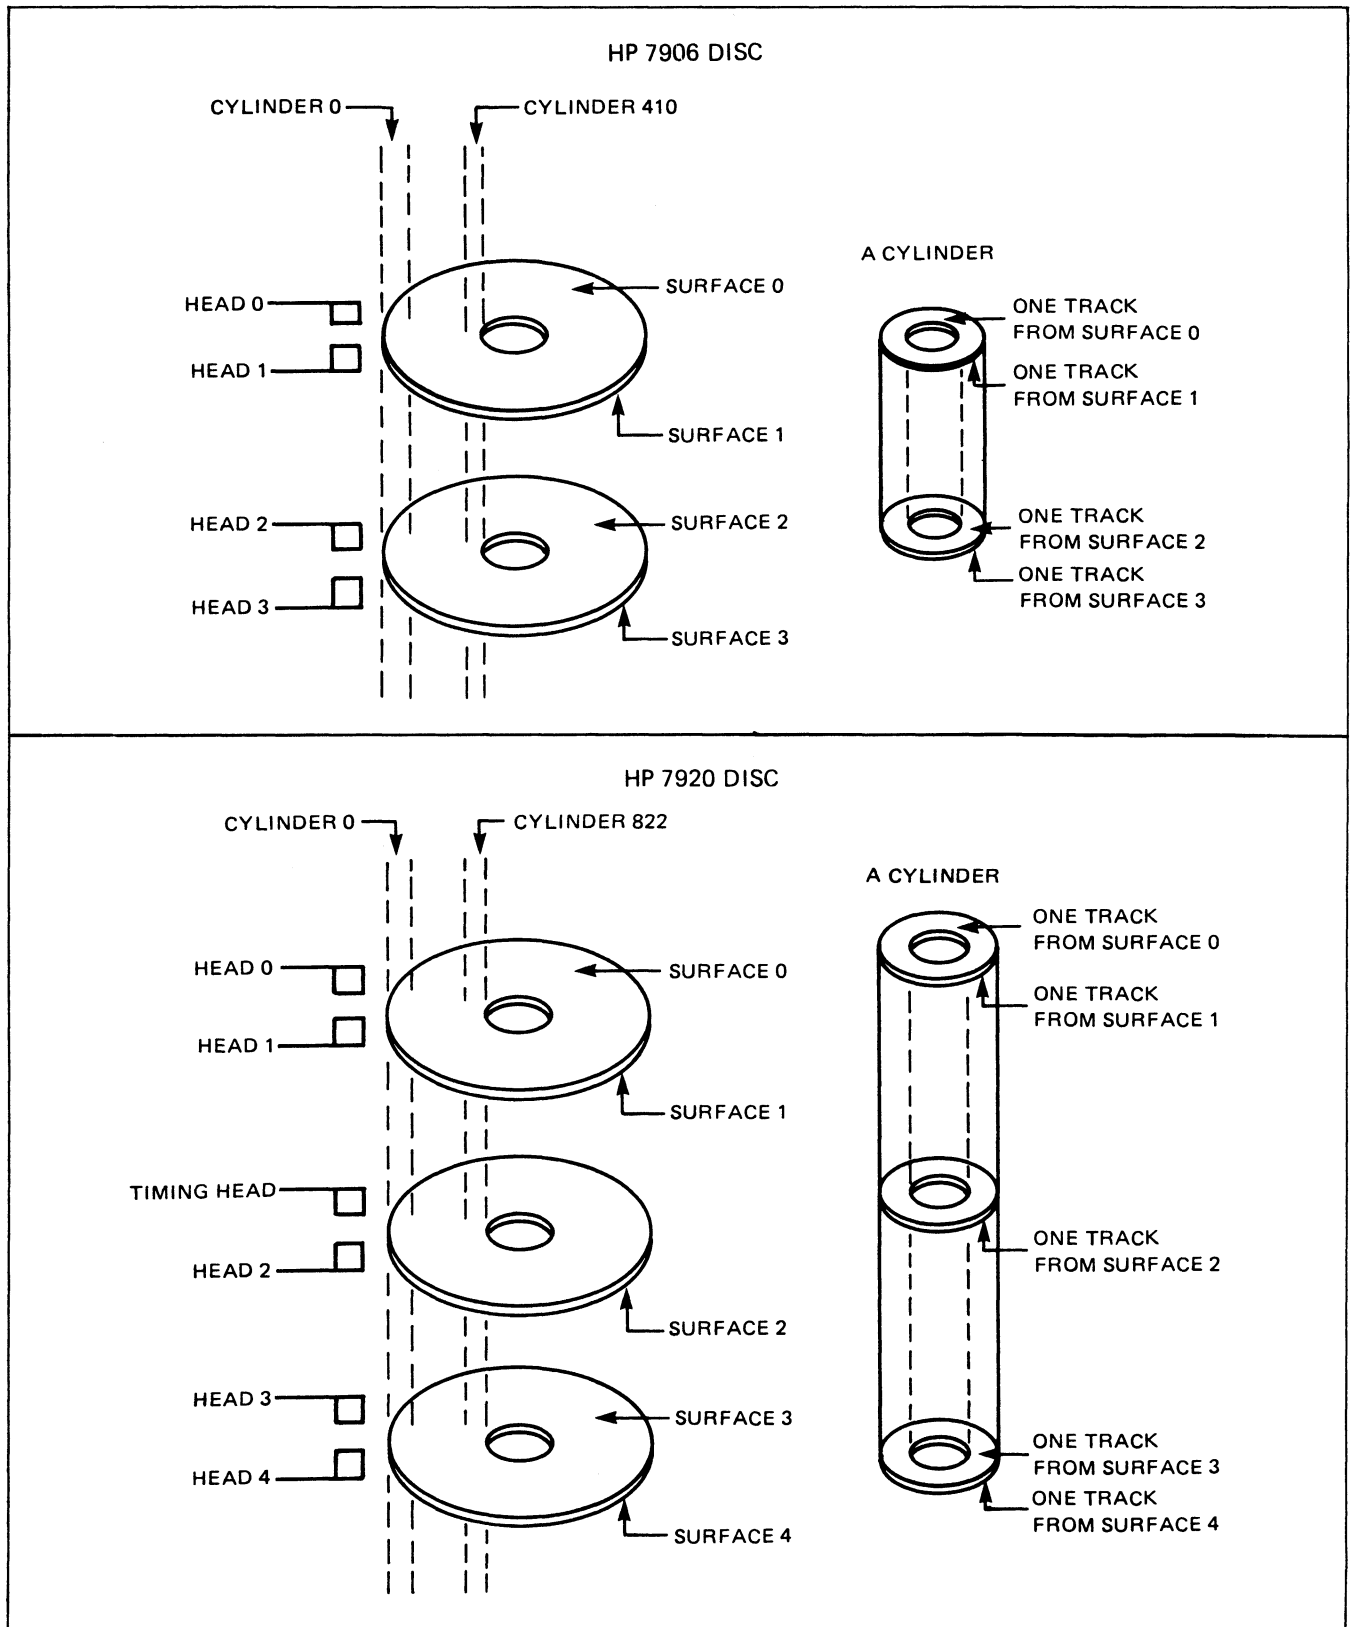 HP 7906 DISC
CYLINDER 0
CYLINDER 410
A CYLINDER
HEAD 0
HEAD 1
SURFACE 0
SURFACE 1
ONE TRACK
FROM SURFACE 0
ONE TRACK
FROM SURFACE 1
HEAD 2
HEAD 3
SURFACE 2
SURFACE 3
ONE TRACK
FROM SURFACE 2
ONE TRACK
FROM SURFACE 3
HP 7920 DISC
CYLINDER 0
CYLINDER 822
A CYLINDER
HEAD 0
HEAD 1
SURFACE 0
SURFACE 1
ONE TRACK
FROM SURFACE 0
ONE TRACK
FROM SURFACE 1
TIMING HEAD
HEAD 2
SURFACE 2
ONE TRACK
FROM SURFACE 2
HEAD 3
HEAD 4
SURFACE 3
SURFACE 4
ONE TRACK
FROM SURFACE 3
ONE TRACK
FROM SURFACE 4